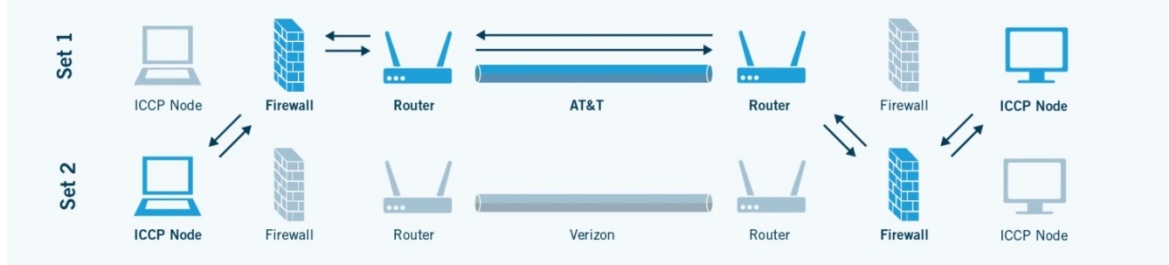 Set 1
ICCP Node Firewall Router AT&T Router Firewall ICCP Node
Set 2
ICCP Node Firewall Router Verizon Router Firewall ICCP Node